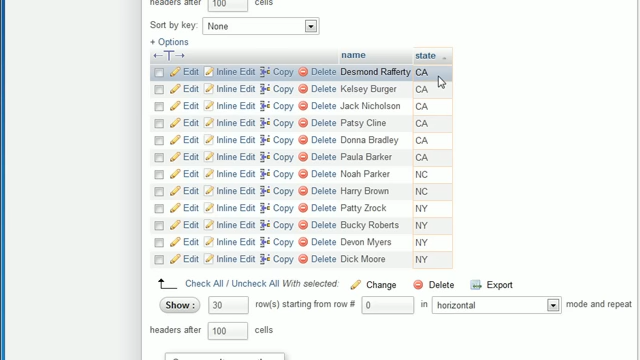 headers after 100 cells
Sort by key: None
+ Options
←T→ name state
Edit Inline Edit Copy Delete Desmond Rafferty CA
Edit Inline Edit Copy Delete Kelsey Burger CA
Edit Inline Edit Copy Delete Jack Nicholson CA
Edit Inline Edit Copy Delete Patsy Cline CA
Edit Inline Edit Copy Delete Donna Bradley CA
Edit Inline Edit Copy Delete Paula Barker CA
Edit Inline Edit Copy Delete Noah Parker NC
Edit Inline Edit Copy Delete Harry Brown NC
Edit Inline Edit Copy Delete Patty Zrock NY
Edit Inline Edit Copy Delete Bucky Roberts NY
Edit Inline Edit Copy Delete Devon Myers NY
Edit Inline Edit Copy Delete Dick Moore NY
Check All / Uncheck All With selected: Change Delete Export
Show : 30 row(s) starting from row # 0 in horizontal mode and repeat
headers after 100 cells